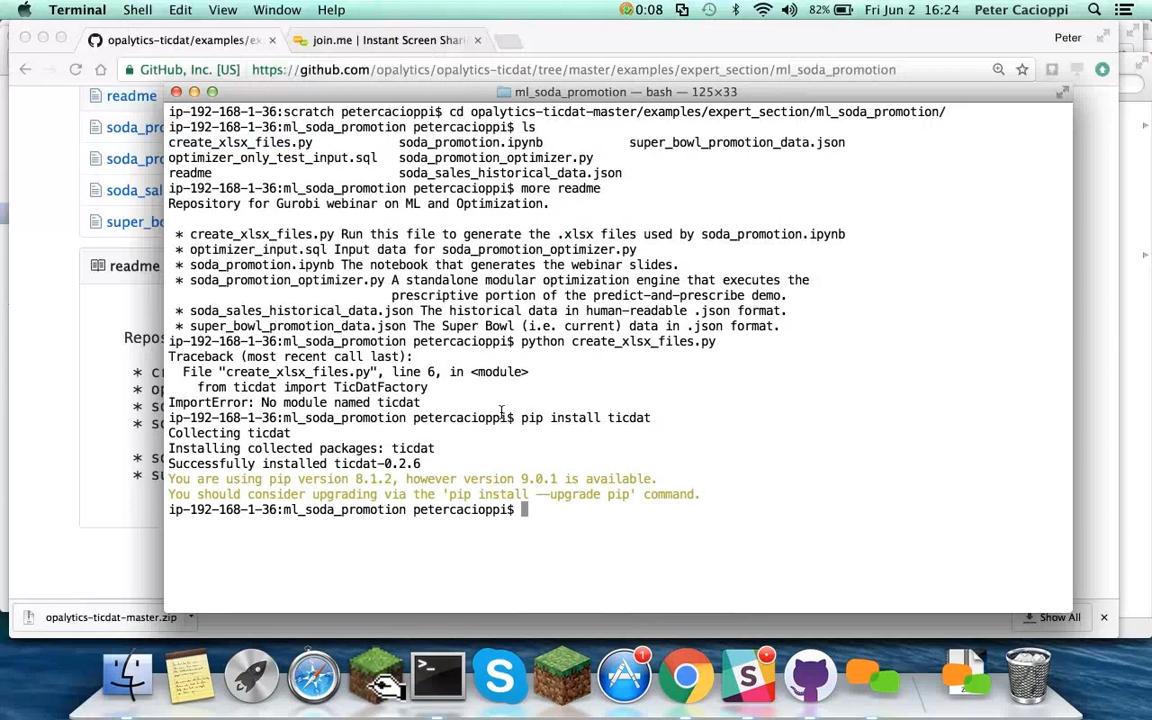 Terminal Shell Edit View Window Help 0:08 82% Fri Jun 2 16:24 Peter Cacioppi
opalytics-ticdat/examples/ex join.me | Instant Screen Shari Peter
GitHub, Inc. [US] https://github.com/opalytics/opalytics-ticdat/tree/master/examples/expert_section/ml_soda_promotion
ml_soda_promotion — bash — 125×33
readme
soda_pro
soda_pro
soda_sal
super_bo
readme
Repos
* cr
* op
* so
* so
* so
* su
ip-192-168-1-36:scratch petercacioppi$ cd opalytics-ticdat-master/examples/expert_section/ml_soda_promotion/
ip-192-168-1-36:ml_soda_promotion petercacioppi$ ls
create_xlsx_files.py soda_promotion.ipynb super_bowl_promotion_data.json
optimizer_only_test_input.sql soda_promotion_optimizer.py
readme soda_sales_historical_data.json
ip-192-168-1-36:ml_soda_promotion petercacioppi$ more readme
Repository for Gurobi webinar on ML and Optimization.
* create_xlsx_files.py Run this file to generate the .xlsx files used by soda_promotion.ipynb
* optimizer_input.sql Input data for soda_promotion_optimizer.py
* soda_promotion.ipynb The notebook that generates the webinar slides.
* soda_promotion_optimizer.py A standalone modular optimization engine that executes the
prescriptive portion of the predict-and-prescribe demo.
* soda_sales_historical_data.json The historical data in human-readable .json format.
* super_bowl_promotion_data.json The Super Bowl (i.e. current) data in .json format.
ip-192-168-1-36:ml_soda_promotion petercacioppi$ python create_xlsx_files.py
Traceback (most recent call last):
File "create_xlsx_files.py", line 6, in <module>
from ticdat import TicDatFactory
ImportError: No module named ticdat
ip-192-168-1-36:ml_soda_promotion petercacioppi$ pip install ticdat
Collecting ticdat
Installing collected packages: ticdat
Successfully installed ticdat-0.2.6
You are using pip version 8.1.2, however version 9.0.1 is available.
You should consider upgrading via the 'pip install --upgrade pip' command.
ip-192-168-1-36:ml_soda_promotion petercacioppi$
opalytics-ticdat-master.zip Show All
1